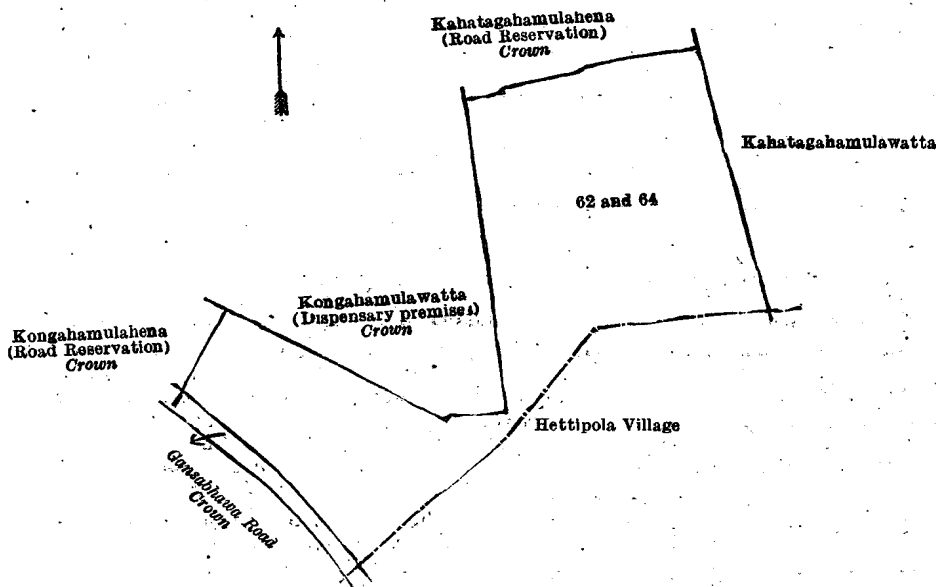 Kahatagahamulahena
(Road Reservation)
Crown
Kahatagahamulawatta
62 and 64
Kongahamulawatta
(Dispensary premises)
Crown
Kongahamulahena
(Road Reservation)
Crown
Hettipola Village
Gansabhawa Road
Crown